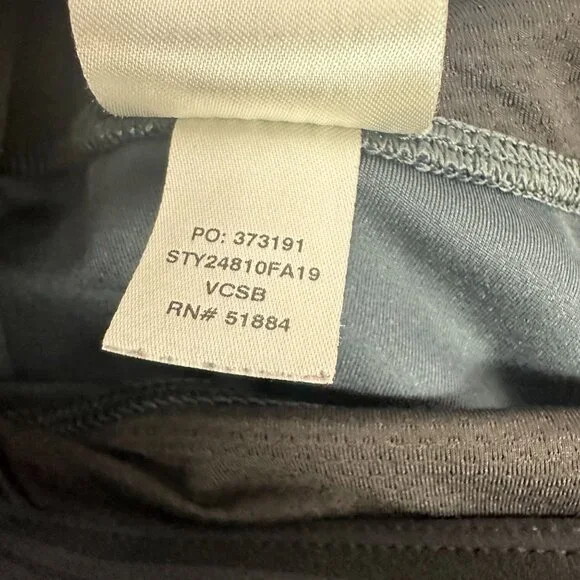 PO: 373191
STY24810FA19
VCSB
RN# 51884